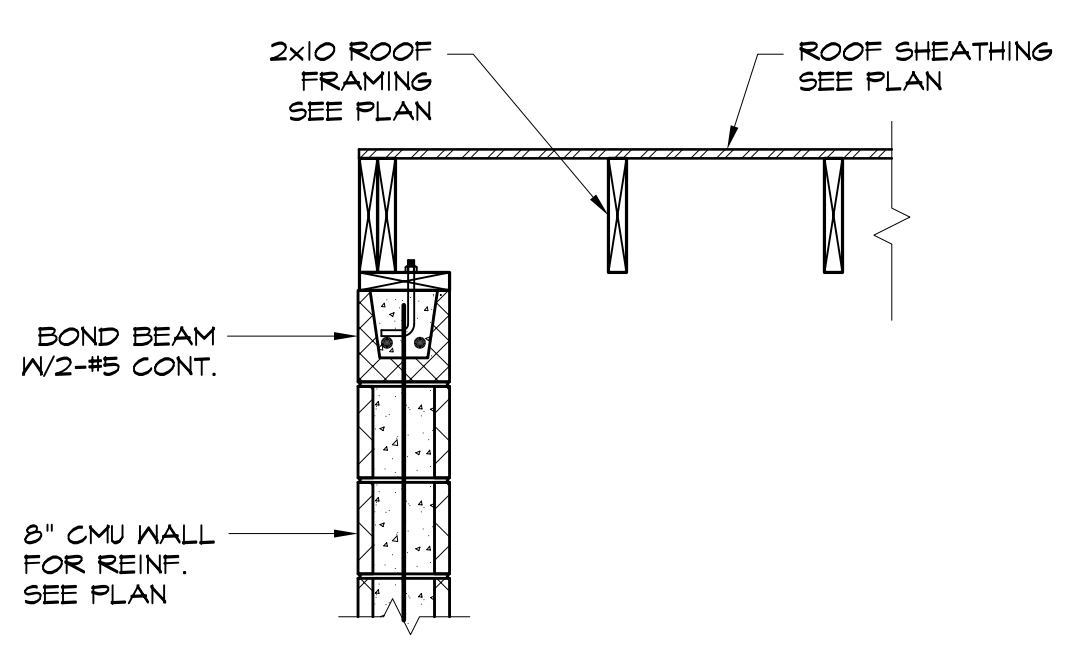 2x10 ROOF
FRAMING
SEE PLAN
ROOF SHEATHING
SEE PLAN
BOND BEAM
W/2-#5 CONT.
8" CMU WALL
FOR REINF.
SEE PLAN